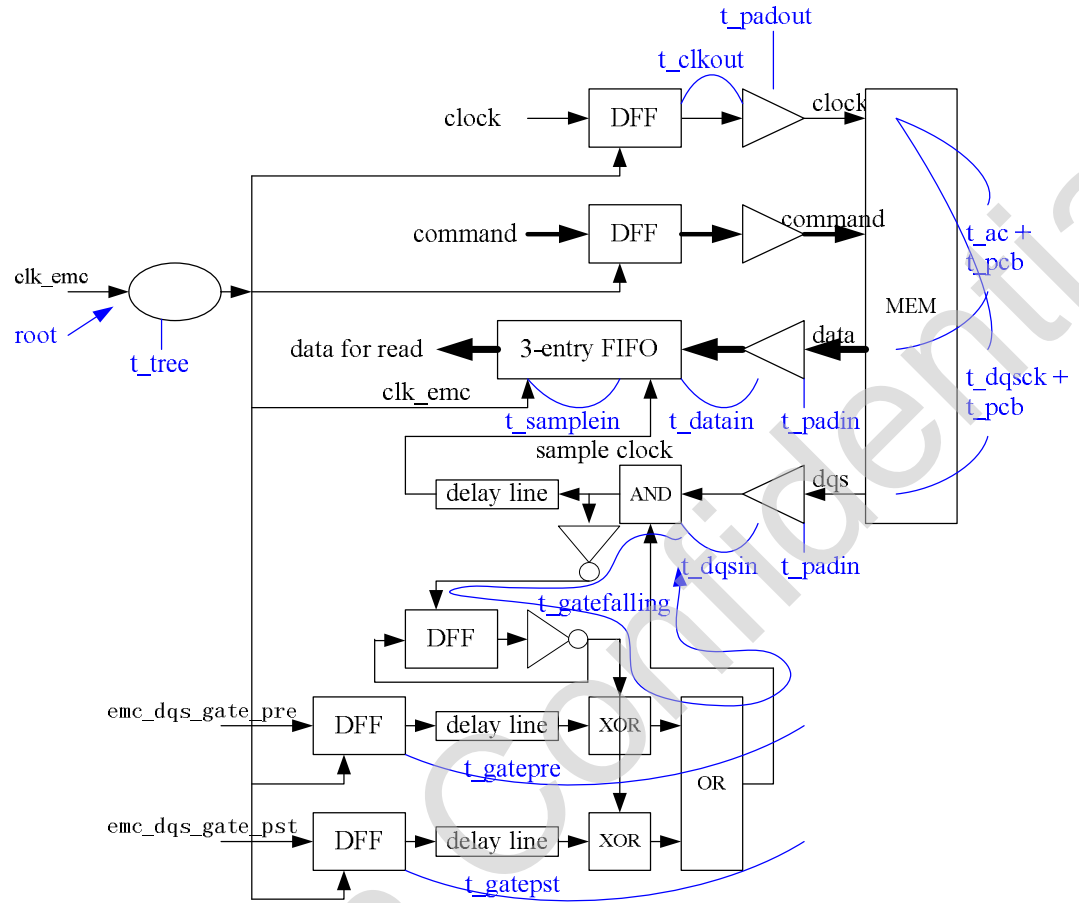 t_padout
t_clkout
clock
DFF
clock
command
DFF
command
t_ac +
t_pcb
clk_emc
root
t_tree
MEM
data for read
3-entry FIFO
data
clk_emc
t_samplein
t_datain
t_padin
t_dqsck +
t_pcb
sample clock
delay line
AND
dqs
t_dqsin
t_padin
t_gatefalling
DFF
emc_dqs_gate_pre
DFF
delay line
XOR
t_gatepre
OR
emc_dqs_gate_pst
DFF
delay line
XOR
t_gatepst
Confidential